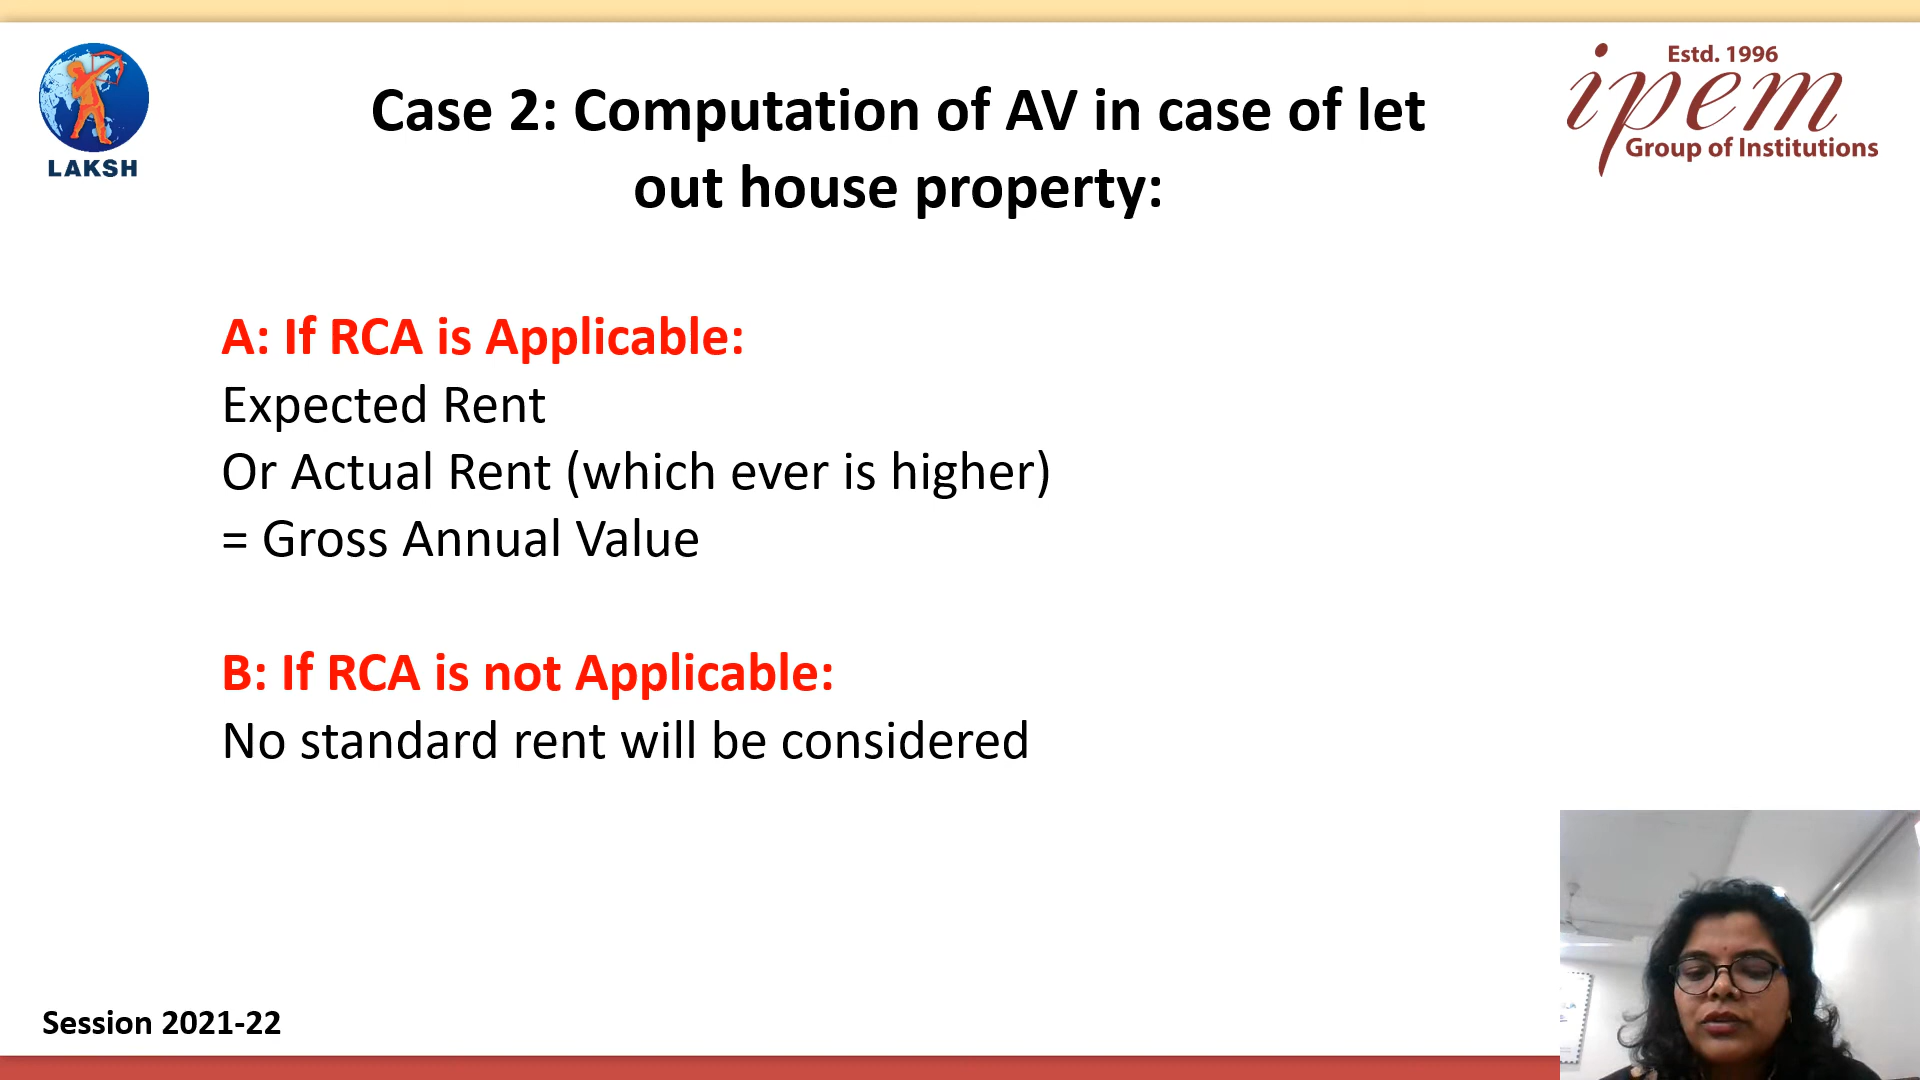 LAKSH
Case 2: Computation of AV in case of let
out house property:
Estd. 1996
ipem
Group of Institutions
A: If RCA is Applicable:
Expected Rent
Or Actual Rent (which ever is higher)
= Gross Annual Value
B: If RCA is not Applicable:
No standard rent will be considered
Session 2021-22